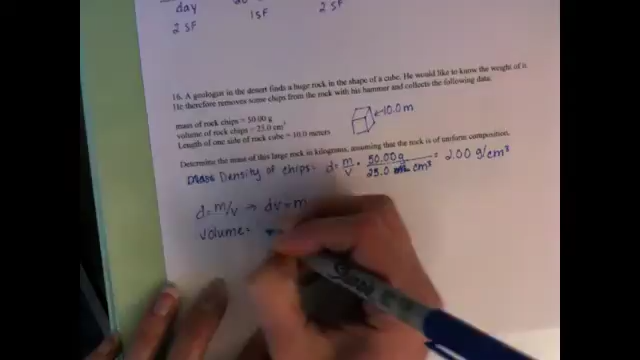 day
2 SF
1SF
2 SF
16. A geologist in the desert finds a huge rock in the shape of a cube. He would like to know the weight of it.
He therefore removes some chips from the rock with his hammer and collects the following data.
mass of rock chips = 50.00 g
volume of rock chips = 25.0 cm³
Length of one side of rock cube = 10.0 meters
10.0 m
Determine the mass of this large rock in kilograms, assuming that the rock is of uniform composition.
Density of chips: d = m/v = 50.00g / 25.0 cm³ = 2.00 g/cm³
d = m/v → dv = m
volume =